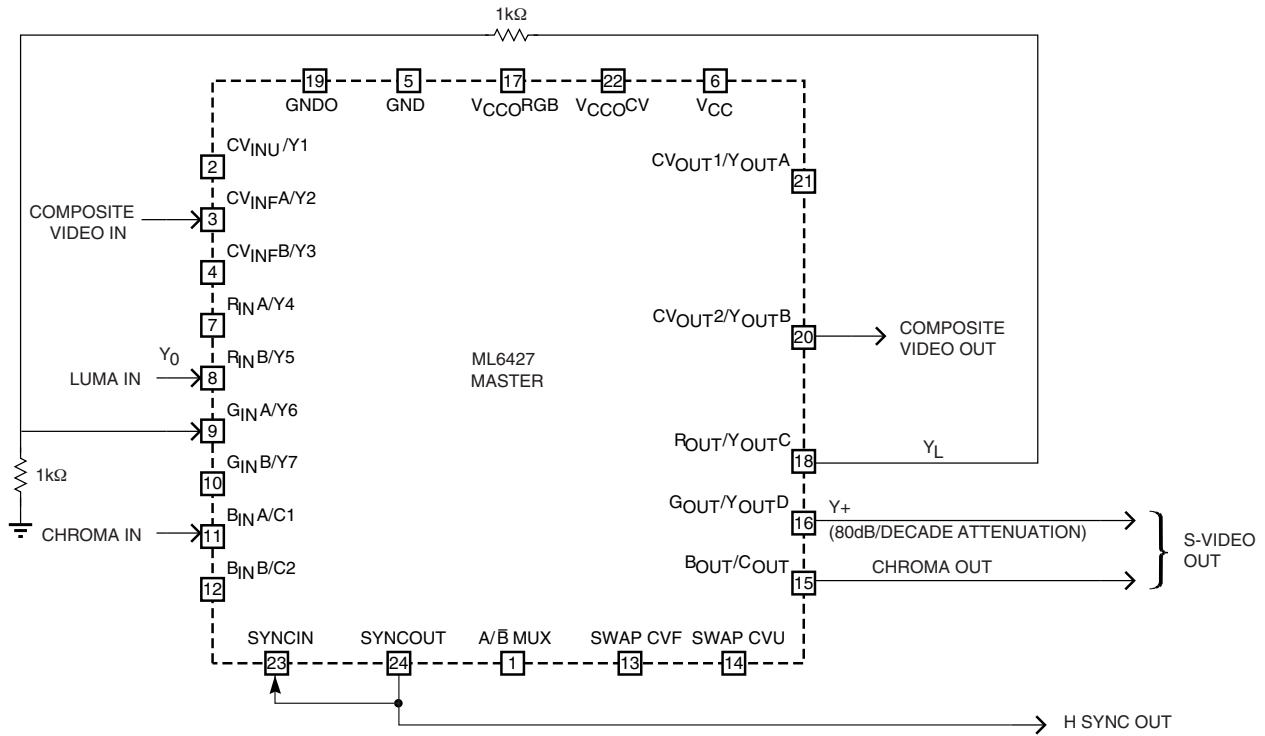 1kΩ
19
5
17
22
6
GNDO
GND
VCCORGB
VCCOCV
VCC
CVINU/Y1
2
CVINFA/Y2
COMPOSITE
VIDEO IN
3
CVINFB/Y3
4
RINA/Y4
7
RINB/Y5
Y0
LUMA IN
8
GINA/Y6
9
GINB/Y7
1kΩ
10
BINA/C1
CHROMA IN
11
BINB/C2
12
ML6427
MASTER
CVOUT1/YOUTA
21
CVOUT2/YOUTB
20
COMPOSITE
VIDEO OUT
ROUT/YOUTC
18
YL
GOUT/YOUTD
16
Y+
(80dB/DECADE ATTENUATION)
BOUT/COUT
15
CHROMA OUT
S-VIDEO
OUT
SYNCIN
SYNCOUT
A/B̅ MUX
SWAP CVF
SWAP CVU
23
24
1
13
14
H SYNC OUT